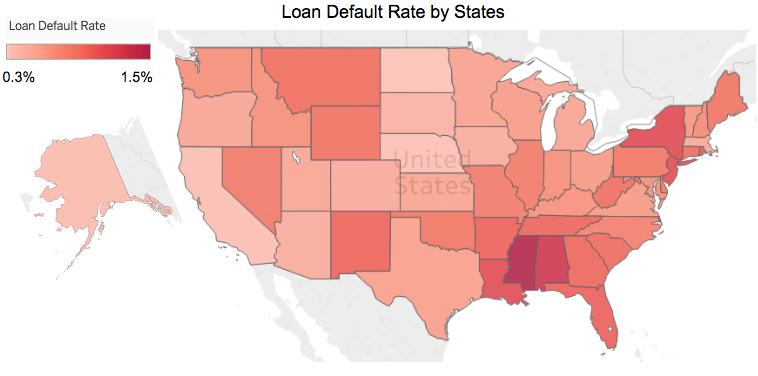 Loan Default Rate by States
Loan Default Rate
0.3% 1.5%
United
States